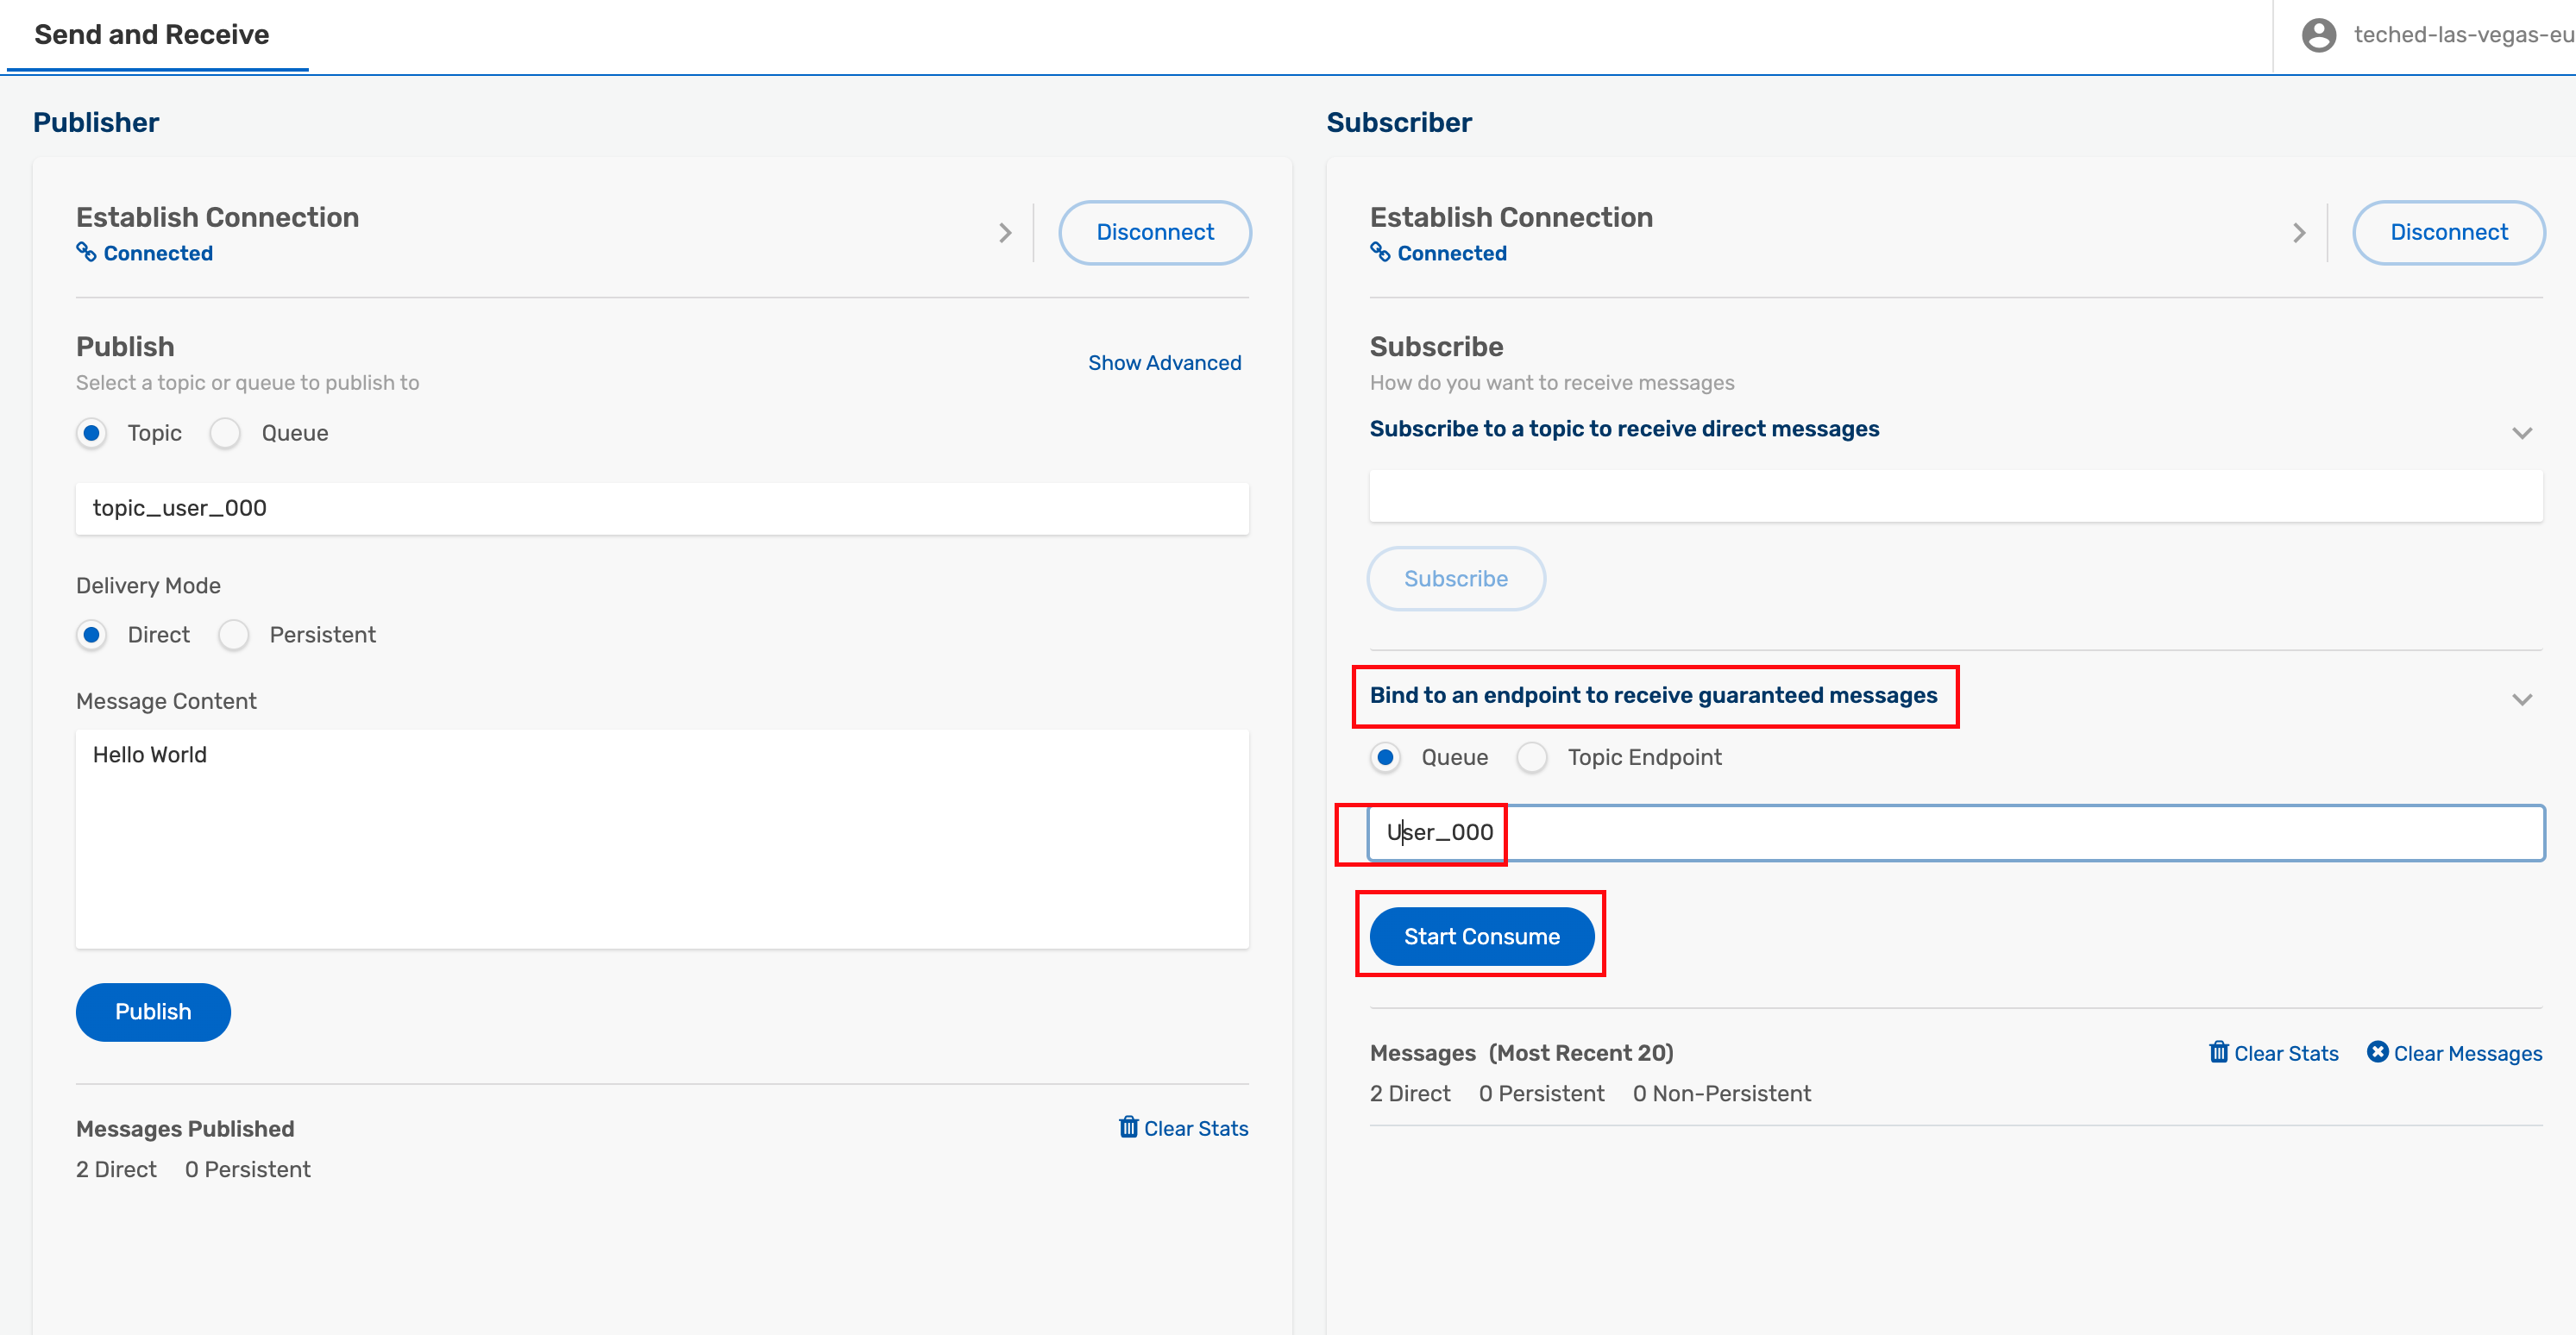 Send and Receive
teched-las-vegas-eu
Publisher
Establish Connection
Connected
Disconnect
Publish
Select a topic or queue to publish to
Show Advanced
Topic
Queue
topic_user_000
Delivery Mode
Direct
Persistent
Message Content
Hello World
Publish
Messages Published
Clear Stats
2 Direct
0 Persistent
Subscriber
Establish Connection
Connected
Disconnect
Subscribe
How do you want to receive messages
Subscribe to a topic to receive direct messages
Subscribe
Bind to an endpoint to receive guaranteed messages
Queue
Topic Endpoint
User_000
Start Consume
Messages (Most Recent 20)
Clear Stats
Clear Messages
2 Direct
0 Persistent
0 Non-Persistent